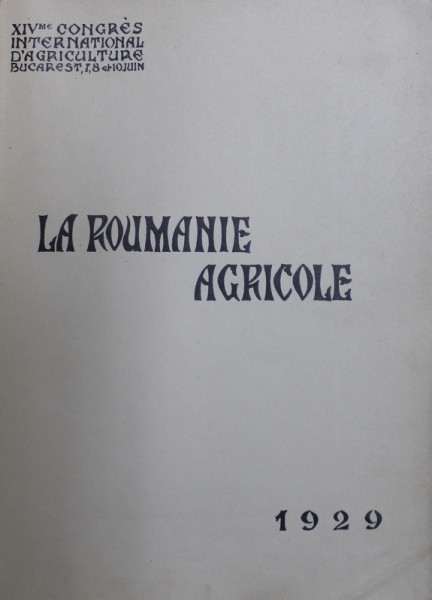 XIVme CONGRÈS
INTERNATIONAL
D'AGRICULTURE
BUCAREST, 7, 8 et 10 JUIN
LA ROUMANIE
AGRICOLE
1929